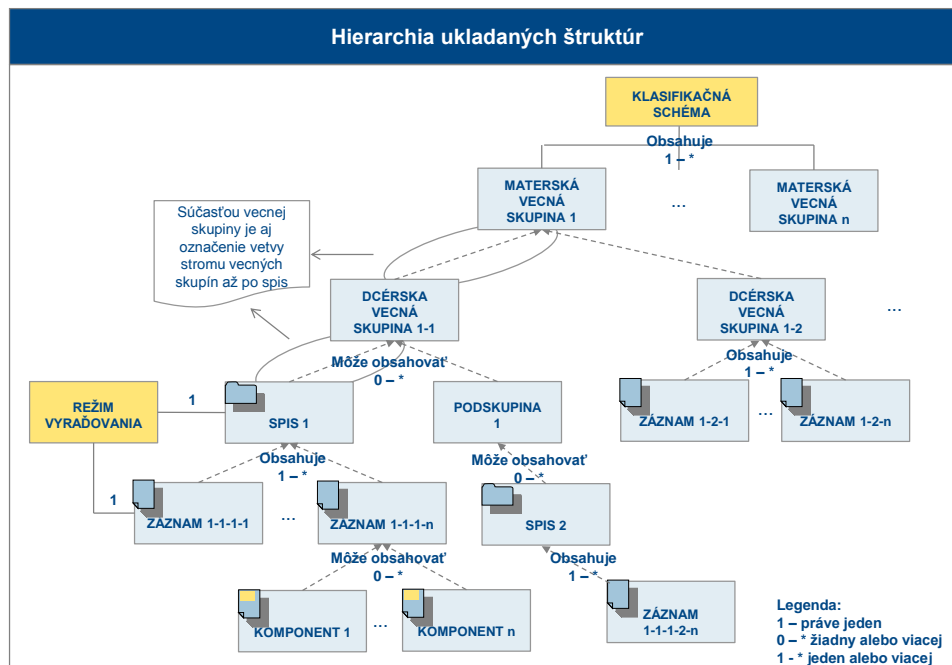 Hierarchia ukladaných štruktúr
KLASIFIKAČNÁ
SCHÉMA
Obsahuje
1 – *
MATERSKÁ
VECNÁ
SKUPINA 1
...
MATERSKÁ
VECNÁ
SKUPINA n
Súčasťou vecnej
skupiny je aj
označenie vetvy
stromu vecných
skupín až po spis
DCÉRSKA
VECNÁ
SKUPINA 1-1
DCÉRSKA
VECNÁ
SKUPINA 1-2
...
Môže obsahovať
0 – *
Obsahuje
1 – *
REŽIM
VYRAĎOVANIA
1
SPIS 1
PODSKUPINA
1
ZÁZNAM 1-2-1
...
ZÁZNAM 1-2-n
Obsahuje
1 – *
Môže obsahovať
0 – *
1
ZÁZNAM 1-1-1-1
...
ZÁZNAM 1-1-1-n
SPIS 2
Môže obsahovať
0 – *
Obsahuje
1 – *
KOMPONENT 1
...
KOMPONENT n
ZÁZNAM
1-1-1-2-n
Legenda:
1 – práve jeden
0 – * žiadny alebo viacej
1 - * jeden alebo viacej